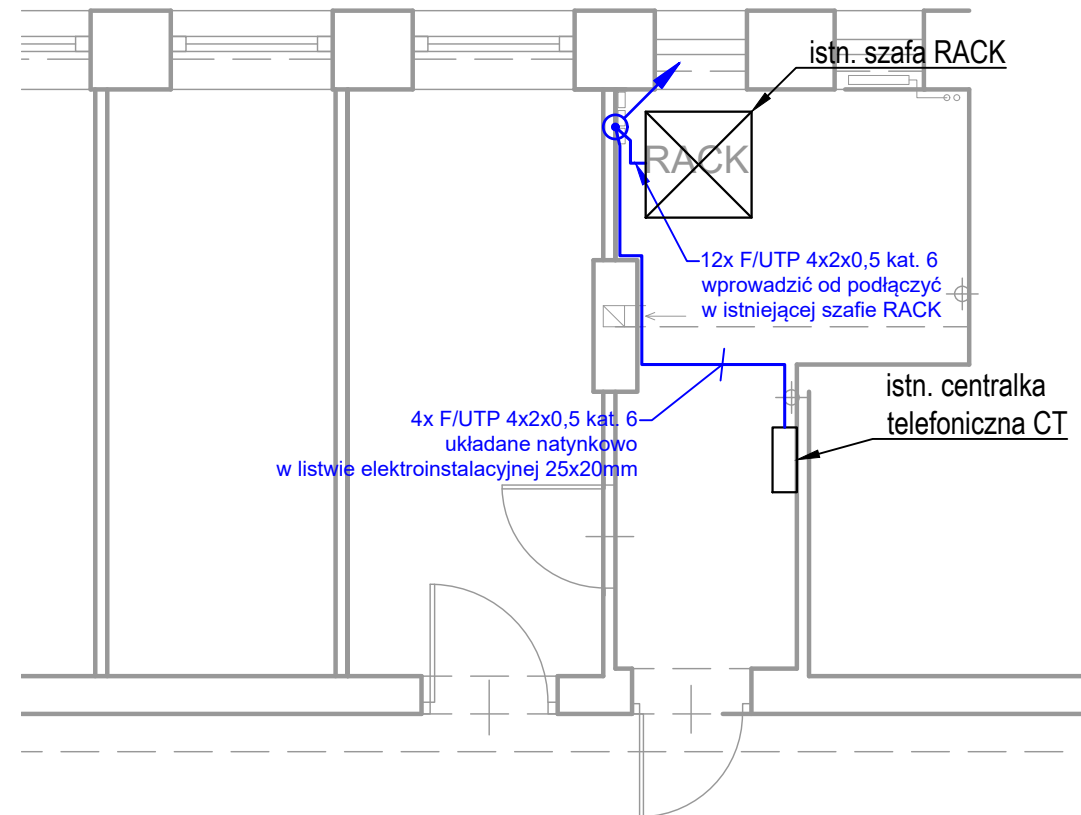 istn. szafa RACK
RACK
12x F/UTP 4x2x0,5 kat. 6
wprowadzić od podłączyć
w istniejącej szafie RACK
istn. centralka
telefoniczna CT
4x F/UTP 4x2x0,5 kat. 6
układane natynkowo
w listwie elektroinstalacyjnej 25x20mm